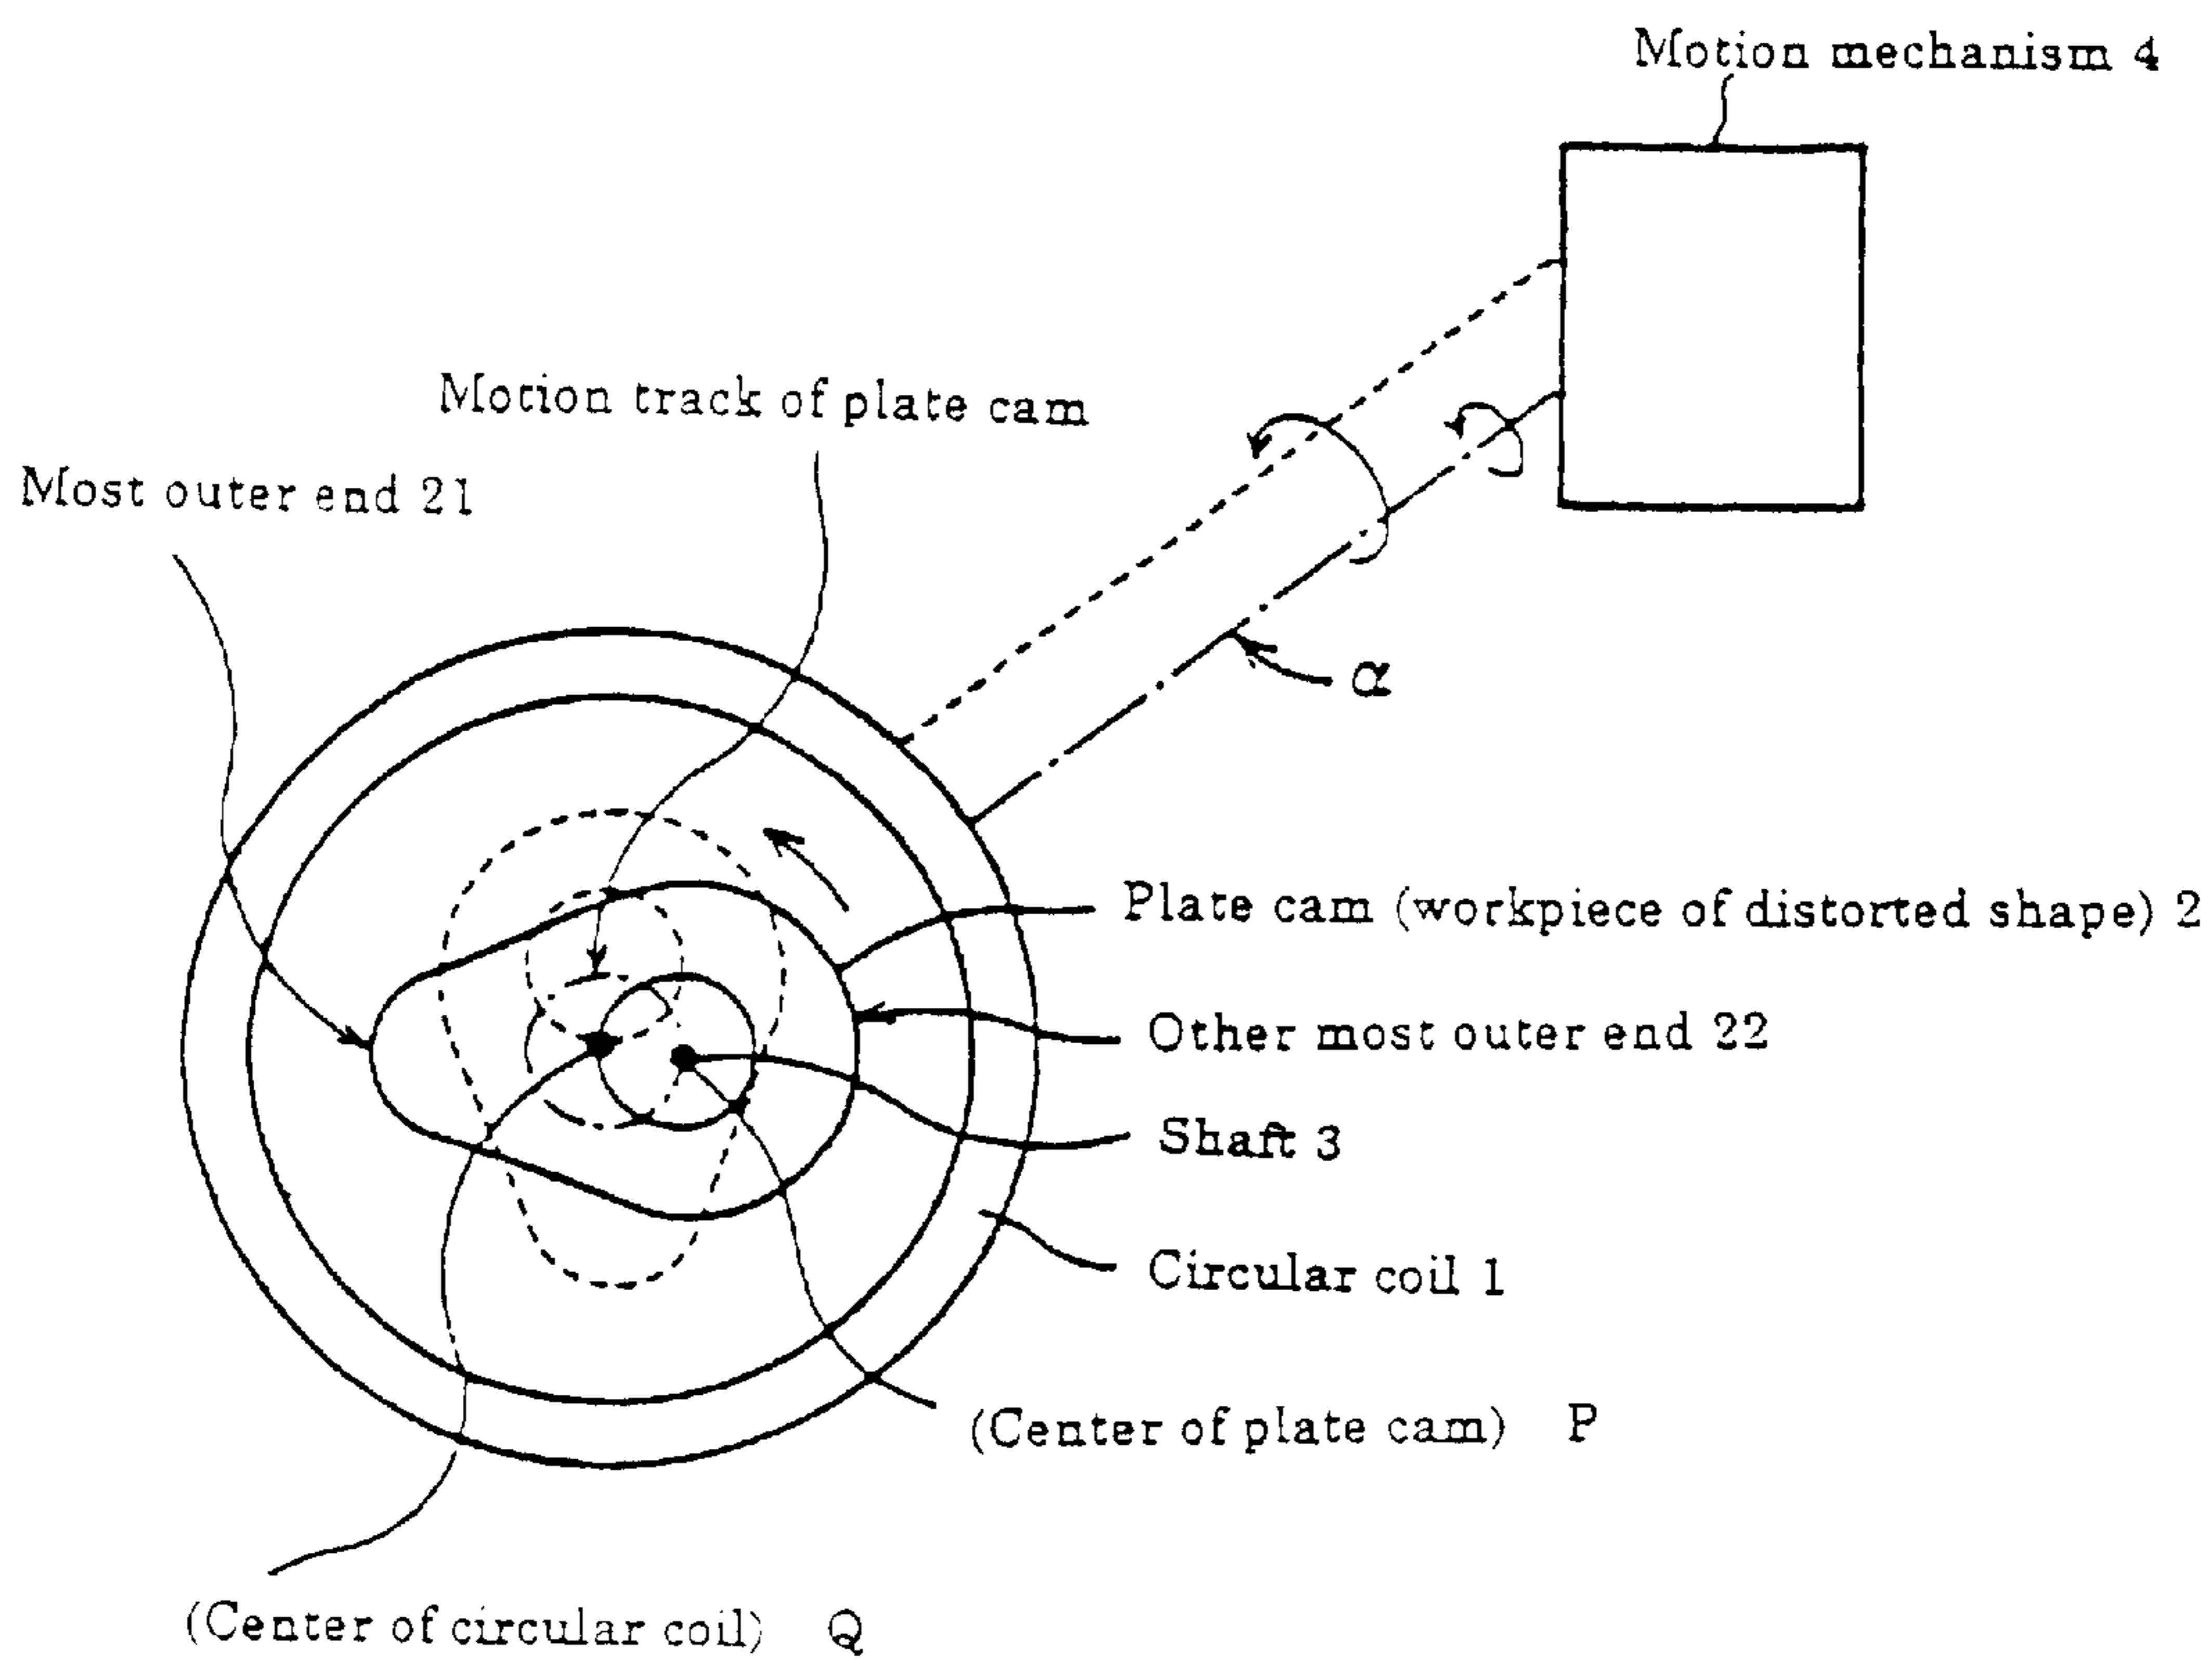 Motion mechanism 4
Motion track of plate cam
Most outer end 21
α
Plate cam (workpiece of distorted shape) 2
Other most outer end 22
Shaft 3
Circular coil 1
(Center of plate cam) P
(Center of circular coil) Q